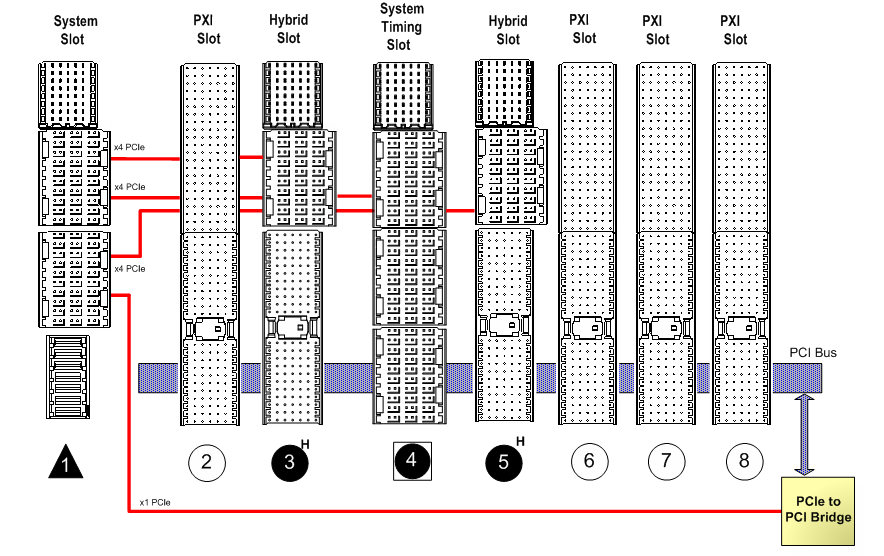 System
Slot
PXI
Slot
Hybrid
Slot
System
Timing
Slot
Hybrid
Slot
PXI
Slot
PXI
Slot
PXI
Slot
x4 PCIe
x4 PCIe
x4 PCIe
PCI Bus
1
2
3
H
4
5
H
6
7
8
x1 PCIe
PCIe to
PCI Bridge